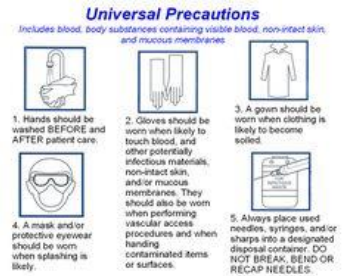 Universal Precautions
Includes blood, body substances containing visible blood, non-intact skin,
and mucous membranes
1. Hands should be
washed BEFORE and
AFTER patient care.
2. Gloves should be
worn when likely to
touch blood, and
other potentially
infectious materials,
non-intact skin,
and/or mucous
membranes. They
should also be worn
when performing
vascular access
procedures and when
handling
contaminated items
or surfaces.
3. A gown should be
worn when clothing is
likely to become
soiled.
4. A mask and/or
protective eyewear
should be worn
when splashing is
likely.
5. Always place used
needles, syringes, and/or
sharps into a designated
disposal container. DO
NOT BREAK, BEND OR
RECAP NEEDLES.